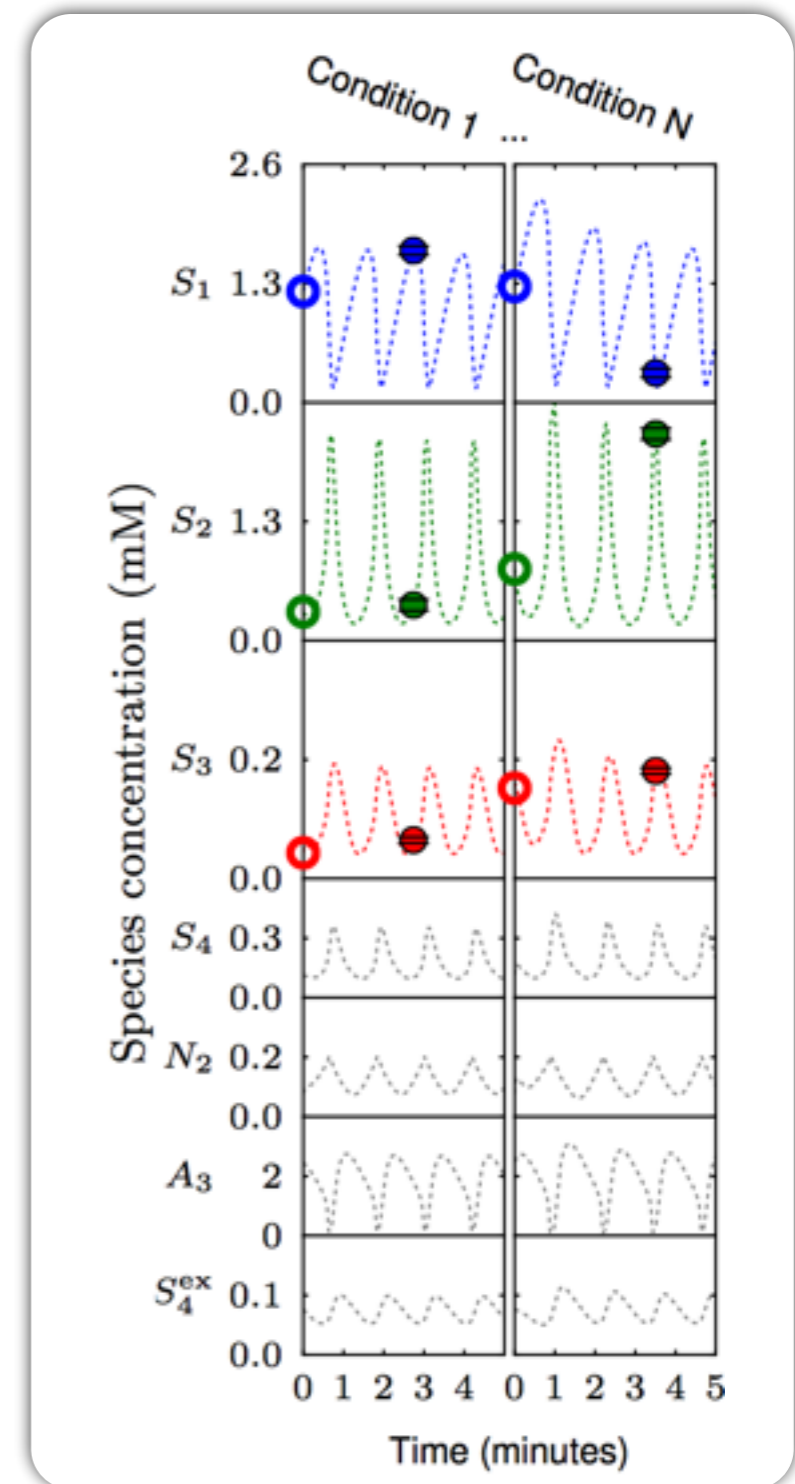 Condition 1 ... Condition N
Species concentration (mM)
2.6
S₁ 1.3
0.0
S₂ 1.3
0.0
S₃ 0.2
0.0
S₄ 0.3
0.0
N₂ 0.2
0.0
A₃ 2
0
S₄ᵉˣ 0.1
0.0
0 1 2 3 4 0 1 2 3 4 5
Time (minutes)